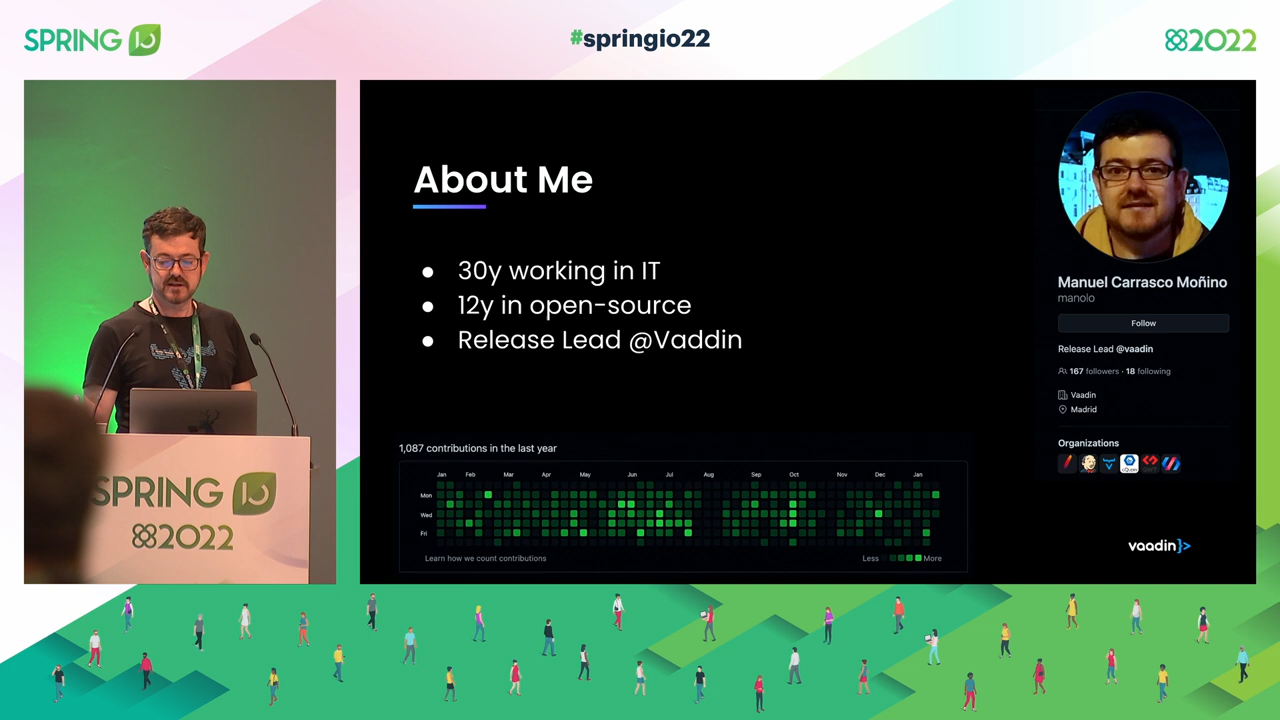 SPRING IO
#springio22
2022
About Me
30y working in IT
12y in open-source
Release Lead @Vaddin
Manuel Carrasco Moñino
manolo
Follow
Release Lead @vaadin
167 followers · 18 following
Vaadin
Madrid
Organizations
1,087 contributions in the last year
Jan Feb Mar Apr May Jun Jul Aug Sep Oct Nov Dec Jan
Mon
Wed
Fri
Learn how we count contributions
Less More
vaadin}>
SPRING IO
2022